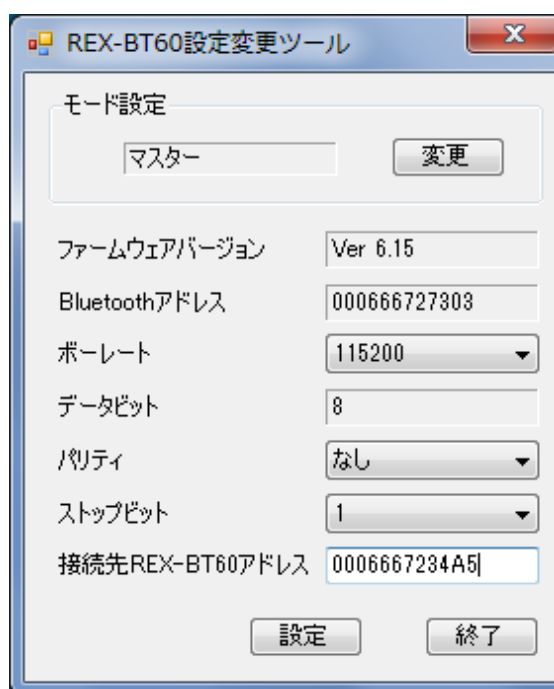 REX-BT60設定変更ツール
モード設定
マスター 変更
ファームウェアバージョン Ver 6.15
Bluetoothアドレス 000666727303
ボーレート 115200
データビット 8
パリティ なし
ストップビット 1
接続先REX-BT60アドレス 0006667234A5
設定 終了